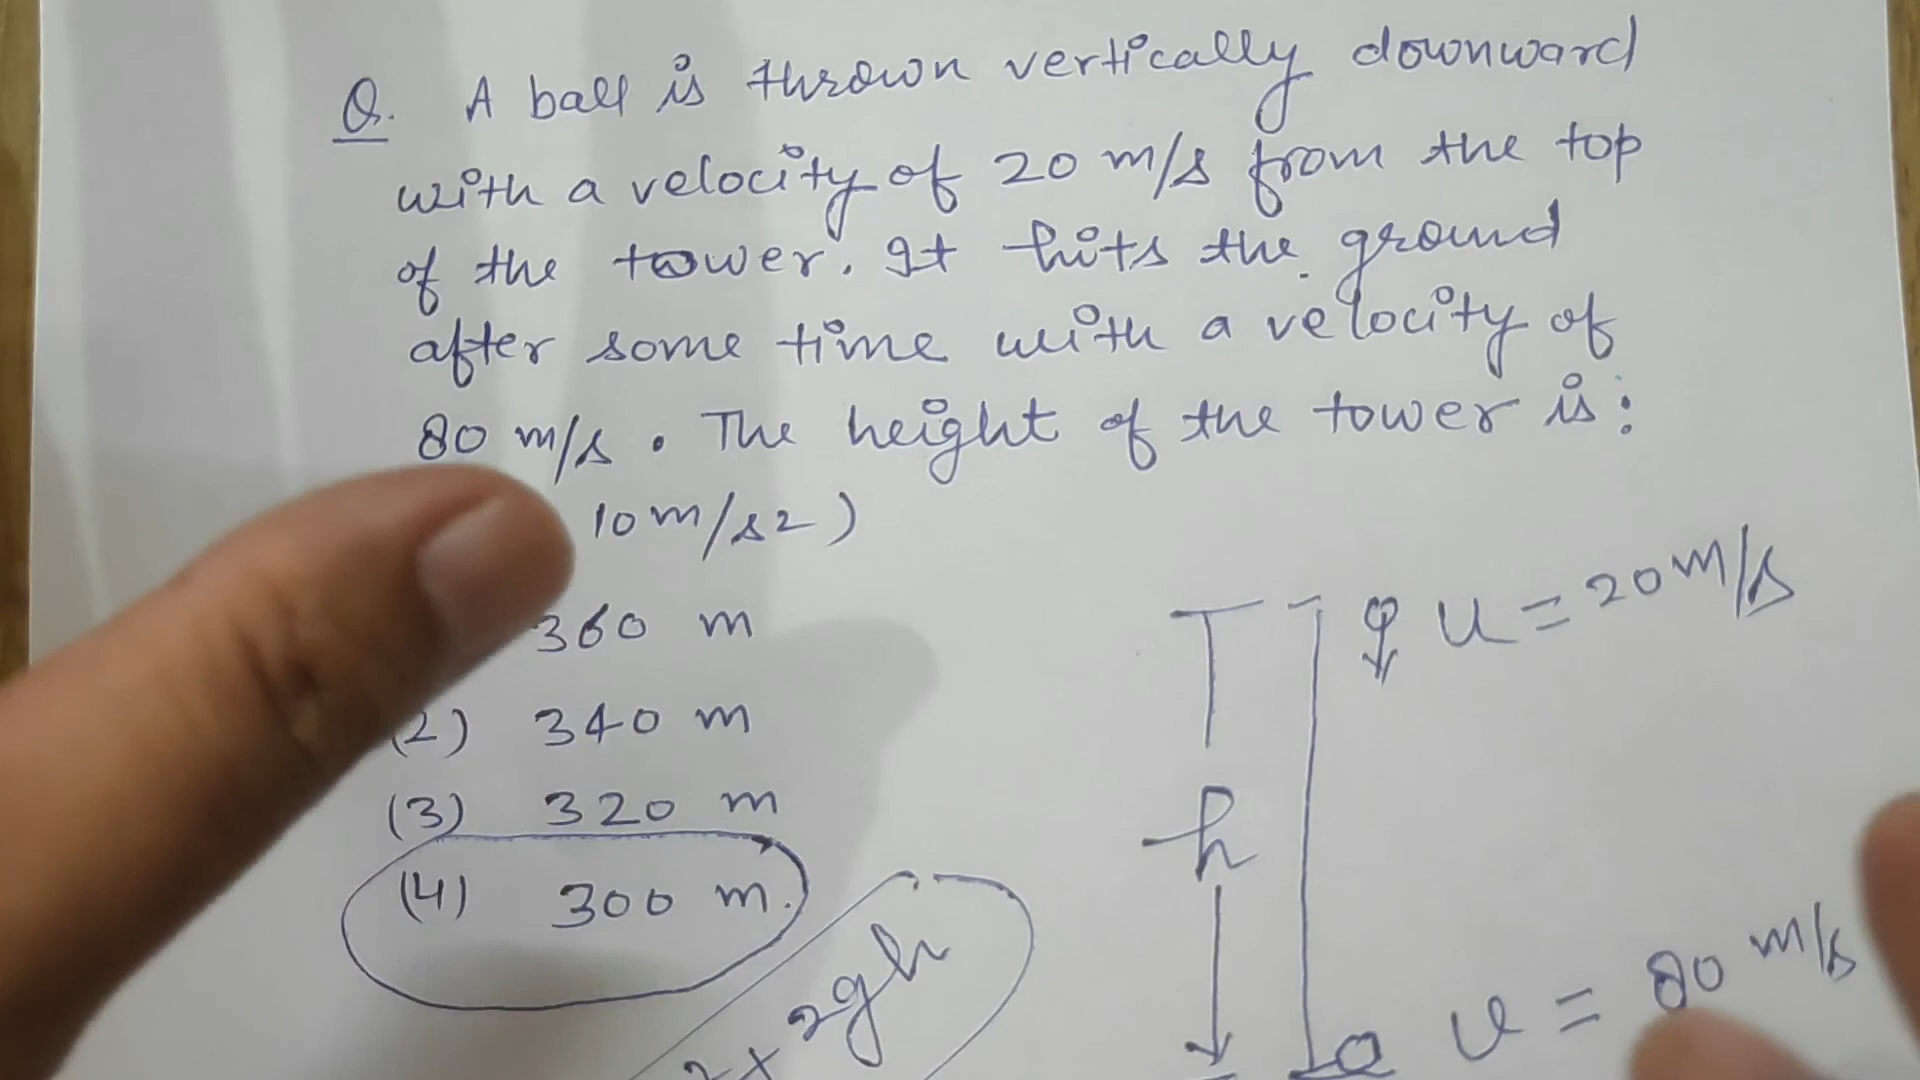 Q. A ball is thrown vertically downward
with a velocity of 20 m/s from the top
of the tower. It hits the ground
after some time with a velocity of
80 m/s. The height of the tower is:
10 m/s2)
360 m
(2) 340 m
(3) 320 m
(4) 300 m.
u = 20 m/s
h
v = 80 m/s
2gh